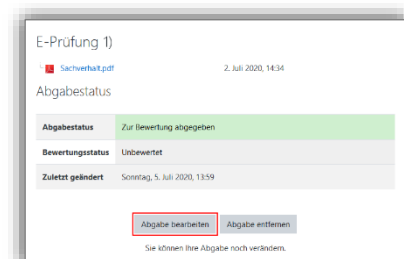 E-Prüfung 1)
Sachverhalt.pdf 2. Juli 2020, 14:34
Abgabestatus
Abgabestatus Zur Bewertung abgegeben
Bewertungsstatus Unbewertet
Zuletzt geändert Sonntag, 5. Juli 2020, 13:59
Abgabe bearbeiten Abgabe entfernen
Sie können Ihre Abgabe noch verändern.